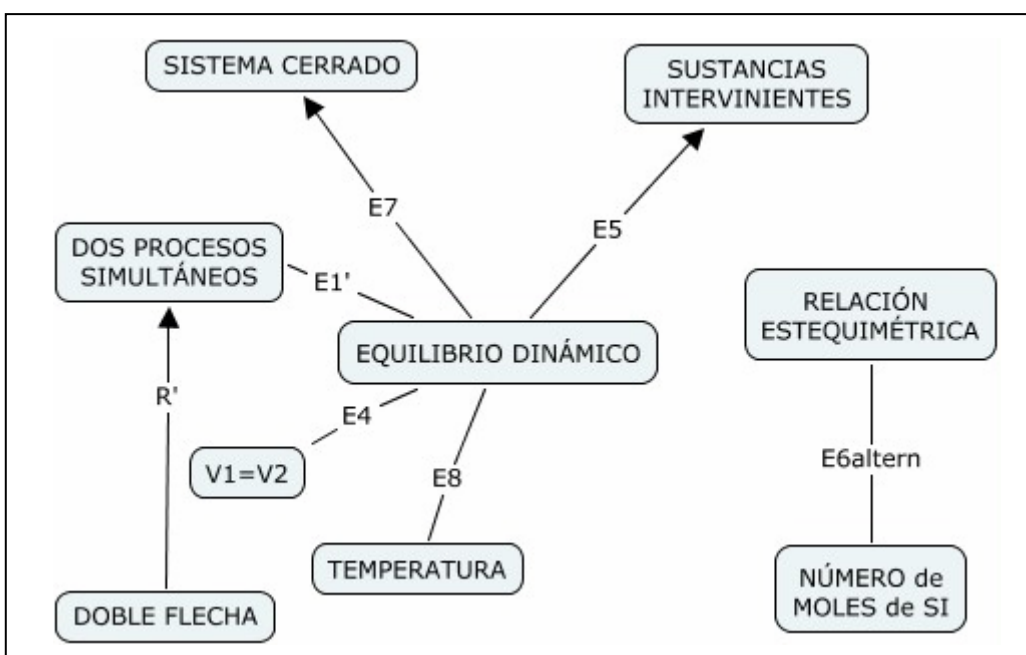 SISTEMA CERRADO
SUSTANCIAS
INTERVINIENTES
E7
E5
DOS PROCESOS
SIMULTÁNEOS
E1'
RELACIÓN
ESTEQUIMÉTRICA
EQUILIBRIO DINÁMICO
R'
E4
V1=V2
E8
E6altern
TEMPERATURA
NÚMERO de
MOLES de SI
DOBLE FLECHA